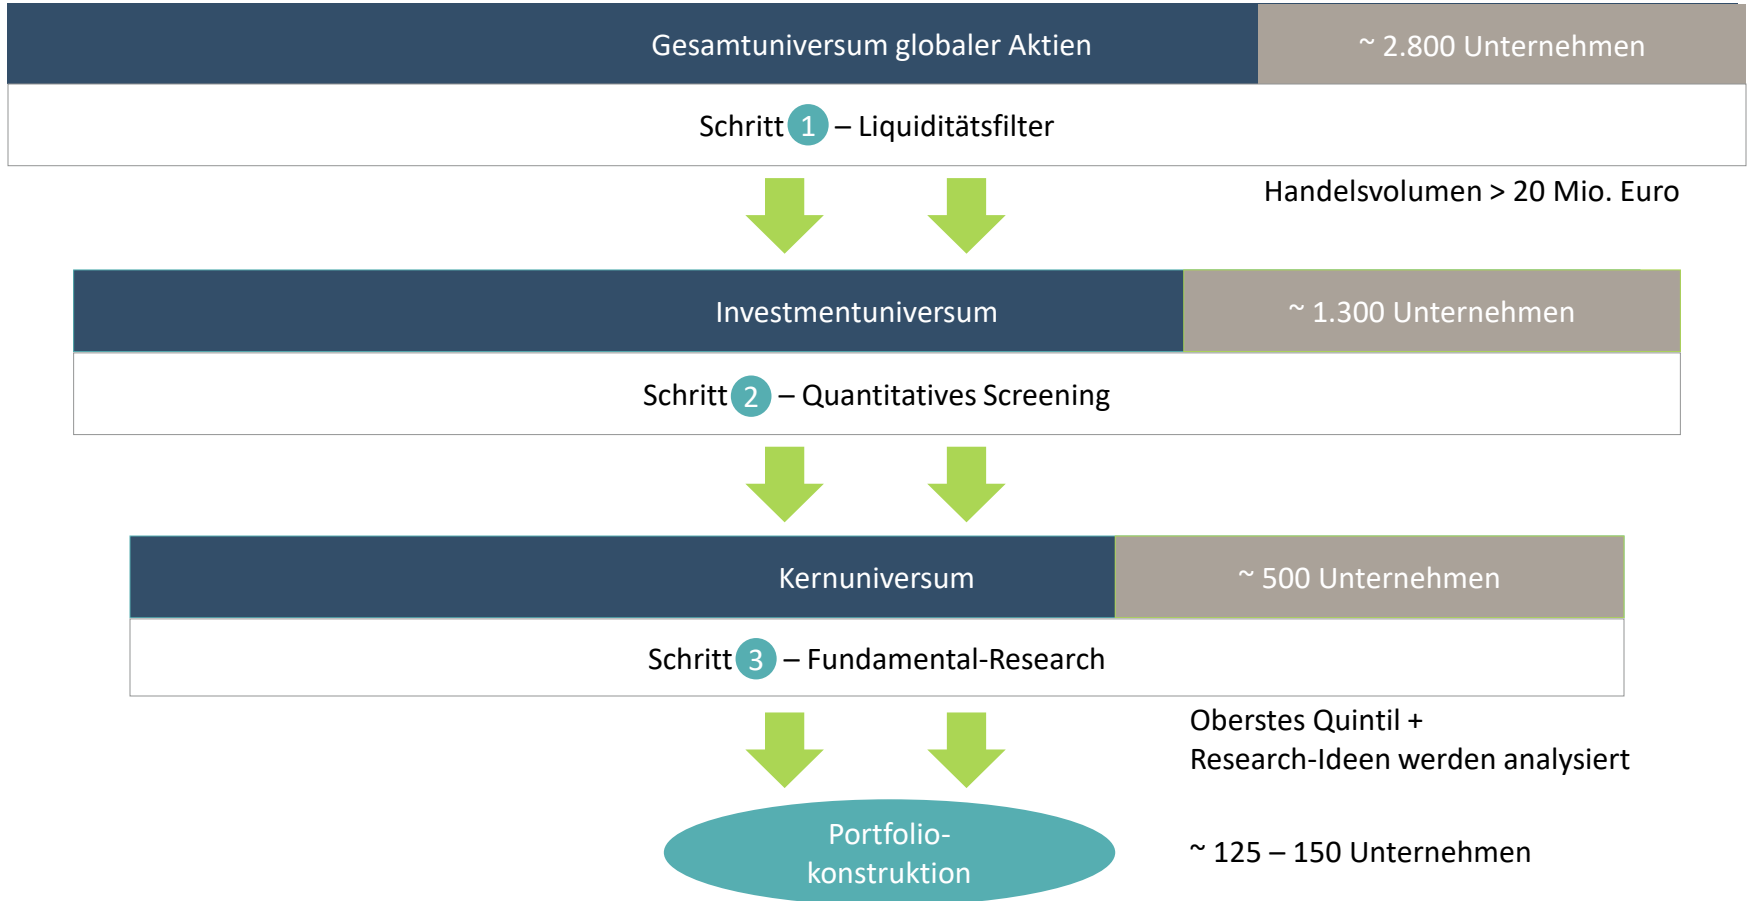 Gesamtuniversum globaler Aktien
~ 2.800 Unternehmen
Schritt 1 – Liquiditätsfilter
Handelsvolumen > 20 Mio. Euro
Investmentuniversum
~ 1.300 Unternehmen
Schritt 2 – Quantitatives Screening
Kernuniversum
~ 500 Unternehmen
Schritt 3 – Fundamental-Research
Oberstes Quintil +
Research-Ideen werden analysiert
Portfolio-
konstruktion
~ 125 – 150 Unternehmen